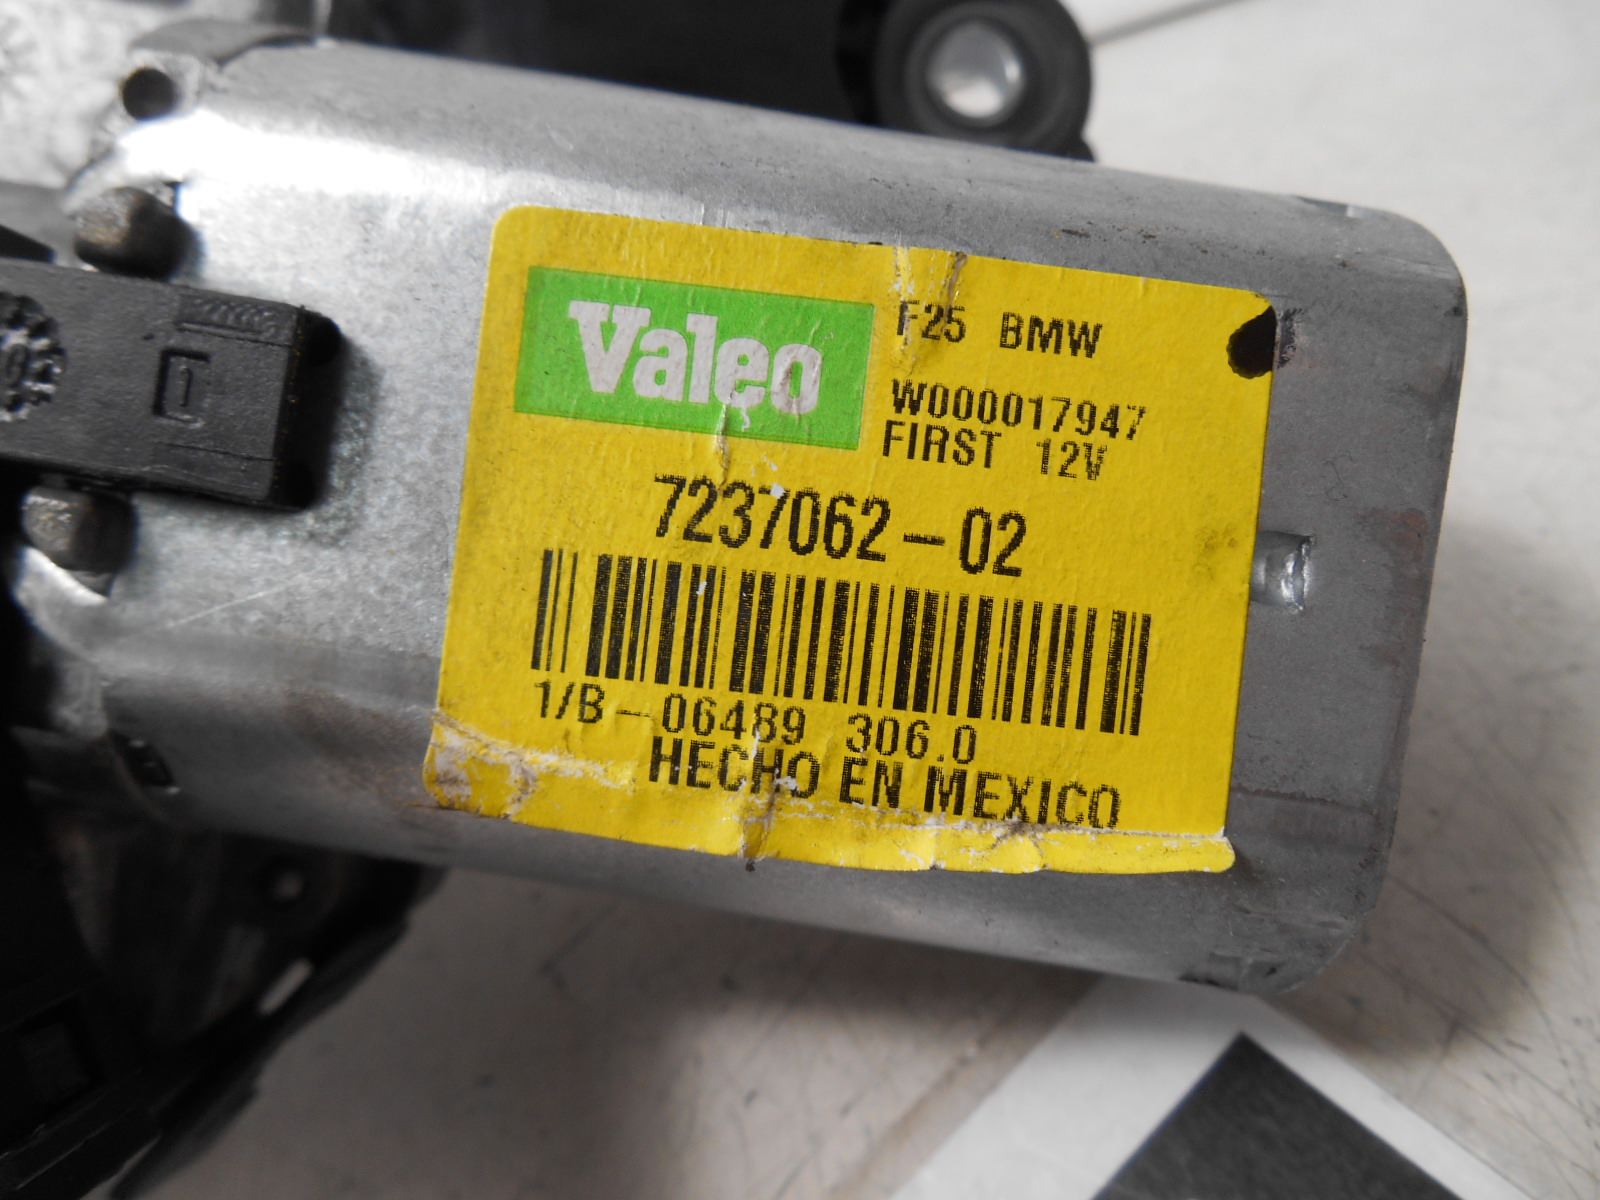 Valeo
F25 BMW
W000017947
FIRST 12V
7237062-02
1/B-06489 306.0
HECHO EN MEXICO